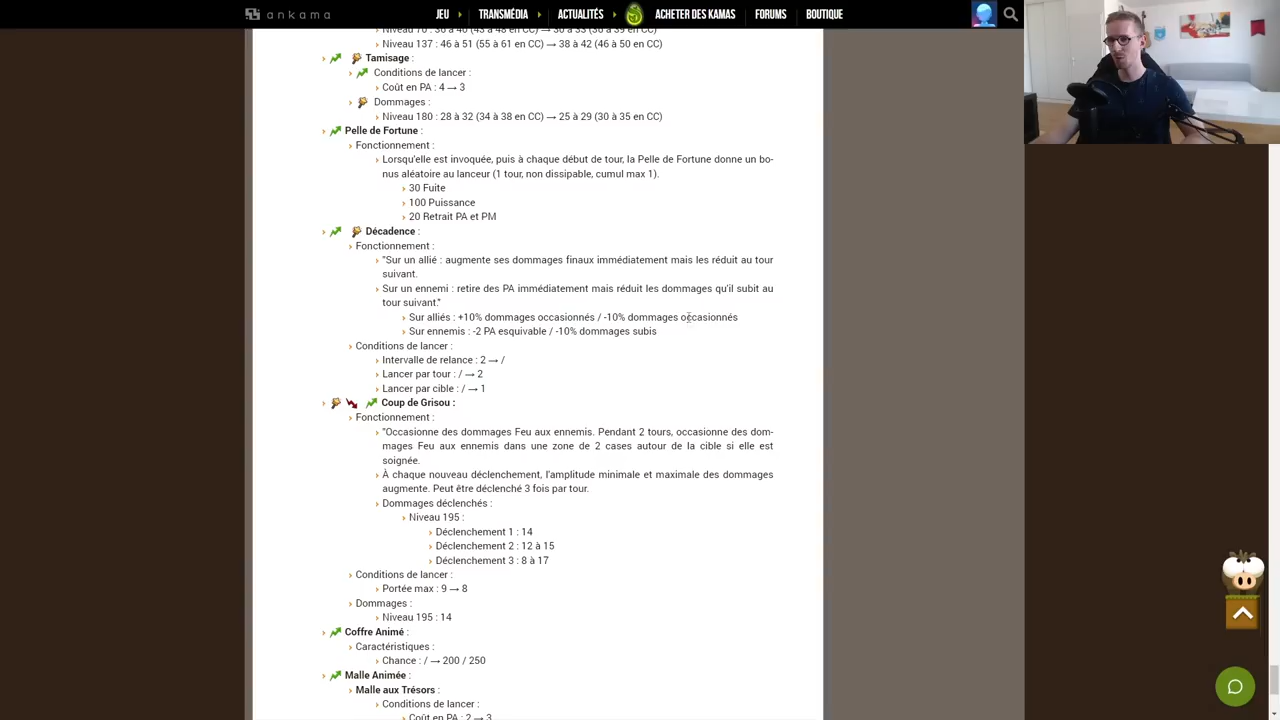 ankama
JEU
TRANSMÉDIA
ACTUALITÉS
ACHETER DES KAMAS
FORUMS
BOUTIQUE
Niveau 137 : 46 à 51 (55 à 61 en CC) → 38 à 42 (46 à 50 en CC)
Tamisage :
Conditions de lancer :
Coût en PA : 4 → 3
Dommages :
Niveau 180 : 28 à 32 (34 à 38 en CC) → 25 à 29 (30 à 35 en CC)
Pelle de Fortune :
Fonctionnement :
Lorsqu'elle est invoquée, puis à chaque début de tour, la Pelle de Fortune donne un bo-
nus aléatoire au lanceur (1 tour, non dissipable, cumul max 1).
30 Fuite
100 Puissance
20 Retrait PA et PM
Décadence :
Fonctionnement :
"Sur un allié : augmente ses dommages finaux immédiatement mais les réduit au tour
suivant.
Sur un ennemi : retire des PA immédiatement mais réduit les dommages qu'il subit au
tour suivant."
Sur alliés : +10% dommages occasionnés / -10% dommages occasionnés
Sur ennemis : -2 PA esquivable / -10% dommages subis
Conditions de lancer :
Intervalle de relance : 2 → /
Lancer par tour : / → 2
Lancer par cible : / → 1
Coup de Grisou :
Fonctionnement :
"Occasionne des dommages Feu aux ennemis. Pendant 2 tours, occasionne des dom-
mages Feu aux ennemis dans une zone de 2 cases autour de la cible si elle est
soignée.
À chaque nouveau déclenchement, l'amplitude minimale et maximale des dommages
augmente. Peut être déclenché 3 fois par tour.
Dommages déclenchés :
Niveau 195 :
Déclenchement 1 : 14
Déclenchement 2 : 12 à 15
Déclenchement 3 : 8 à 17
Conditions de lancer :
Portée max : 9 → 8
Dommages :
Niveau 195 : 14
Coffre Animé :
Caractéristiques :
Chance : / → 200 / 250
Malle Animée :
Malle aux Trésors :
Conditions de lancer :
Coût en PA : 2 → 3